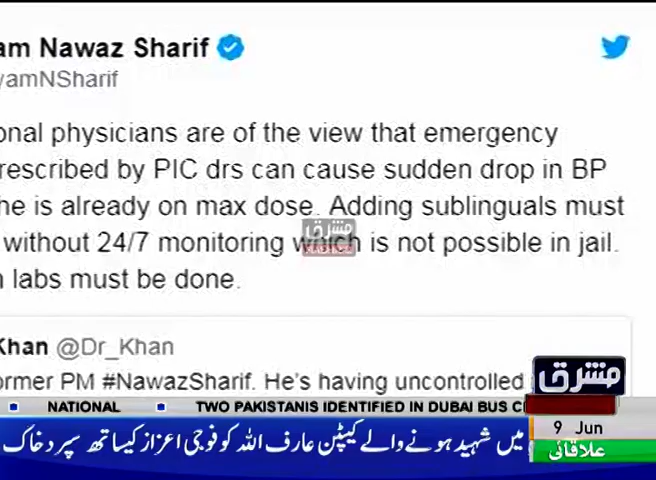 am Nawaz Sharif
yamNSharif
onal physicians are of the view that emergency
rescribed by PIC drs can cause sudden drop in BP
he is already on max dose. Adding sublinguals must
without 24/7 monitoring which is not possible in jail.
n labs must be done.
مشرق
Khan @Dr_Khan
ormer PM #NawazSharif. He's having uncontrolled
مشرق
NATIONAL TWO PAKISTANIS IDENTIFIED IN DUBAI BUS C
9 Jun
میں شہید ہونے والے کیپٹن عارف اللہ کو فوجی اعزاز کیساتھ سپرد خاک
علاقائی